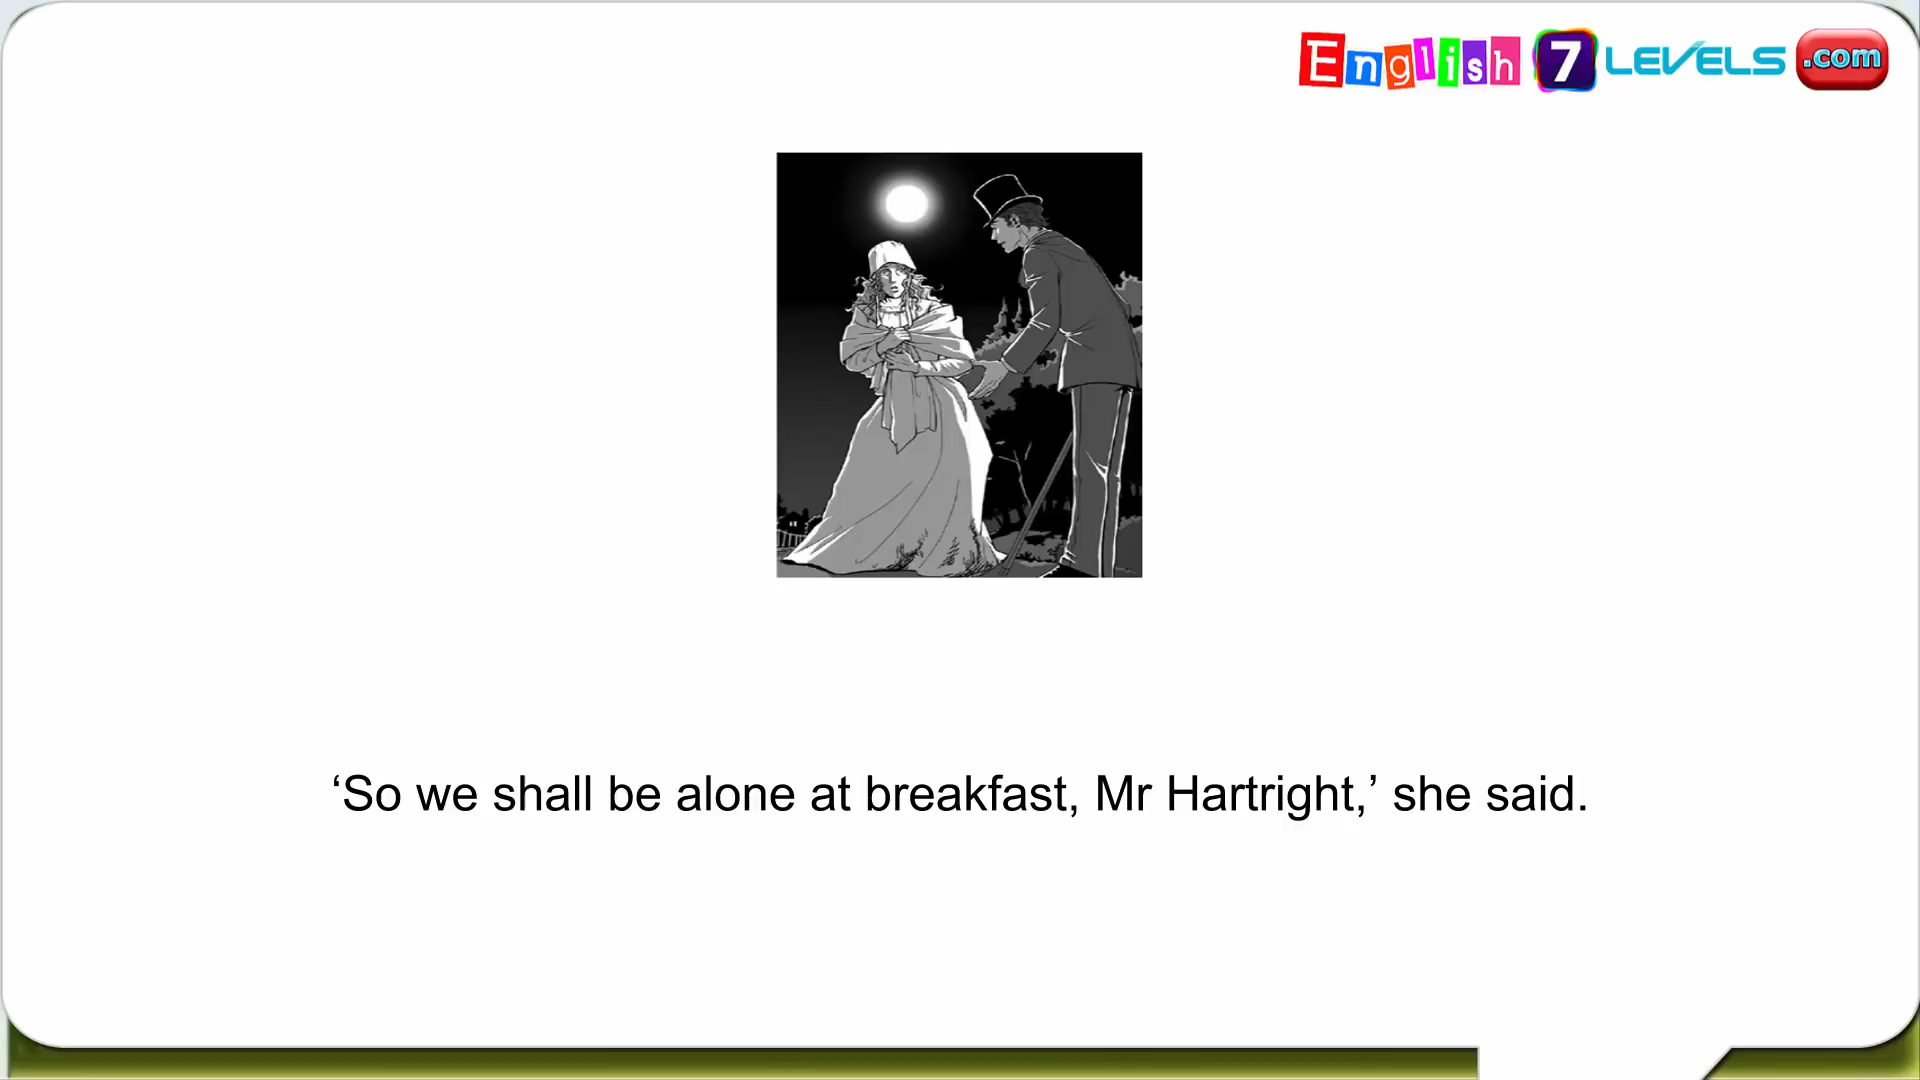 English 7 LEVELS .com
‘So we shall be alone at breakfast, Mr Hartright,’ she said.